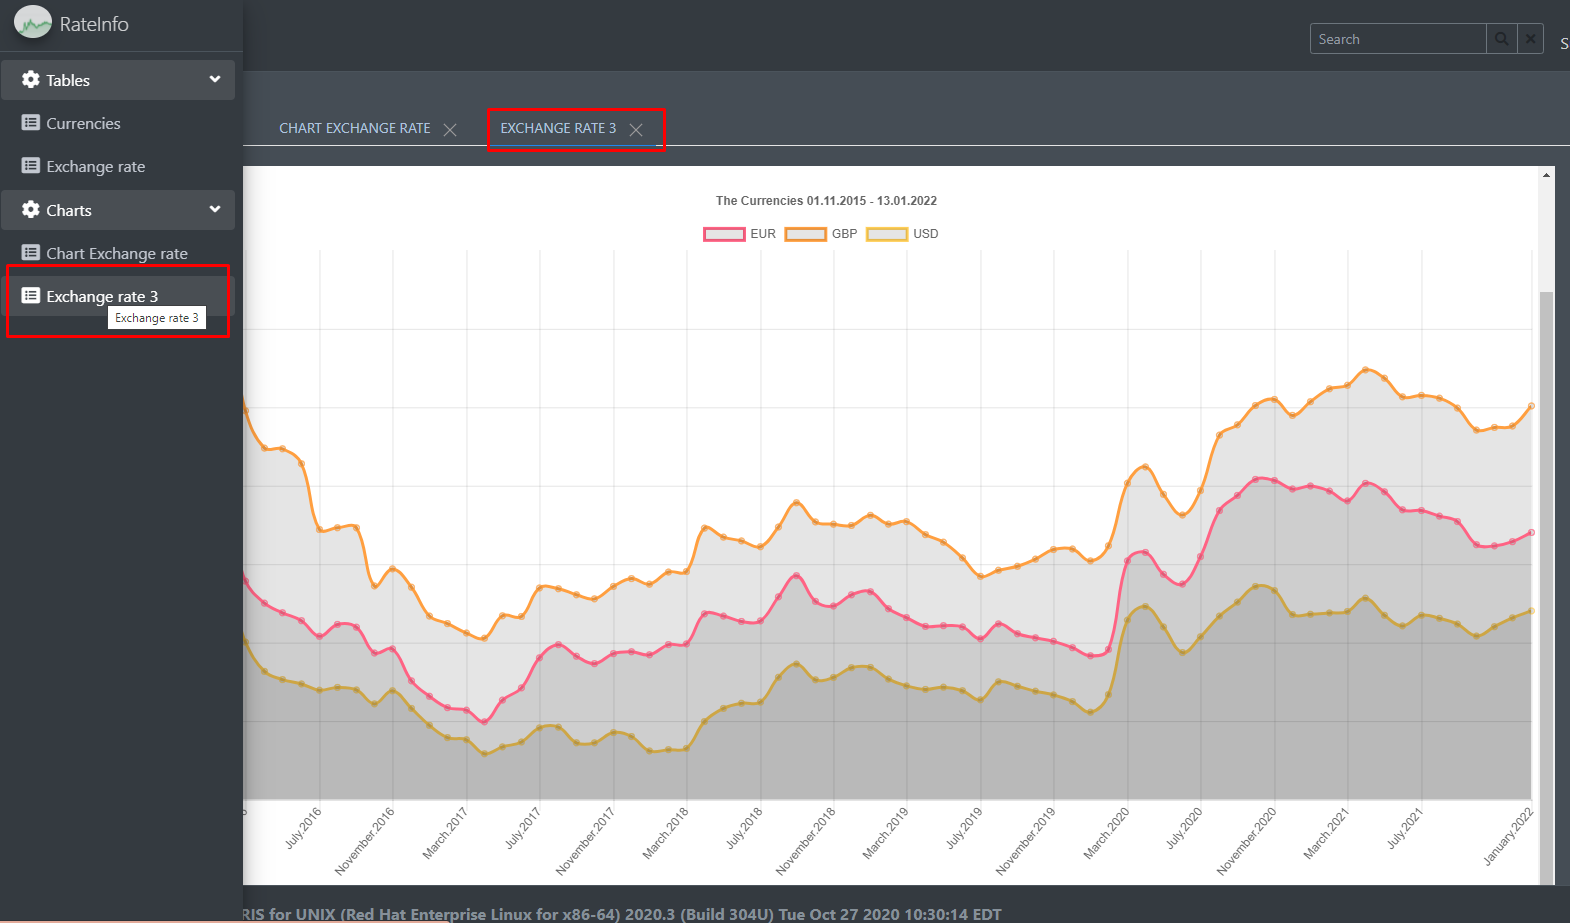 RateInfo
Search
S
Tables
Currencies
Exchange rate
Charts
Chart Exchange rate
Exchange rate 3
Exchange rate 3
CHART EXCHANGE RATE
EXCHANGE RATE 3
The Currencies 01.11.2015 - 13.01.2022
EUR GBP USD
July.2016 November.2016 March.2017 July.2017 November.2017 March.2018 July.2018 November.2018 March.2019 July.2019 November.2019 March.2020 July.2020 November.2020 March.2021 July.2021 January.2022
RIS for UNIX (Red Hat Enterprise Linux for x86-64) 2020.3 (Build 304U) Tue Oct 27 2020 10:30:14 EDT